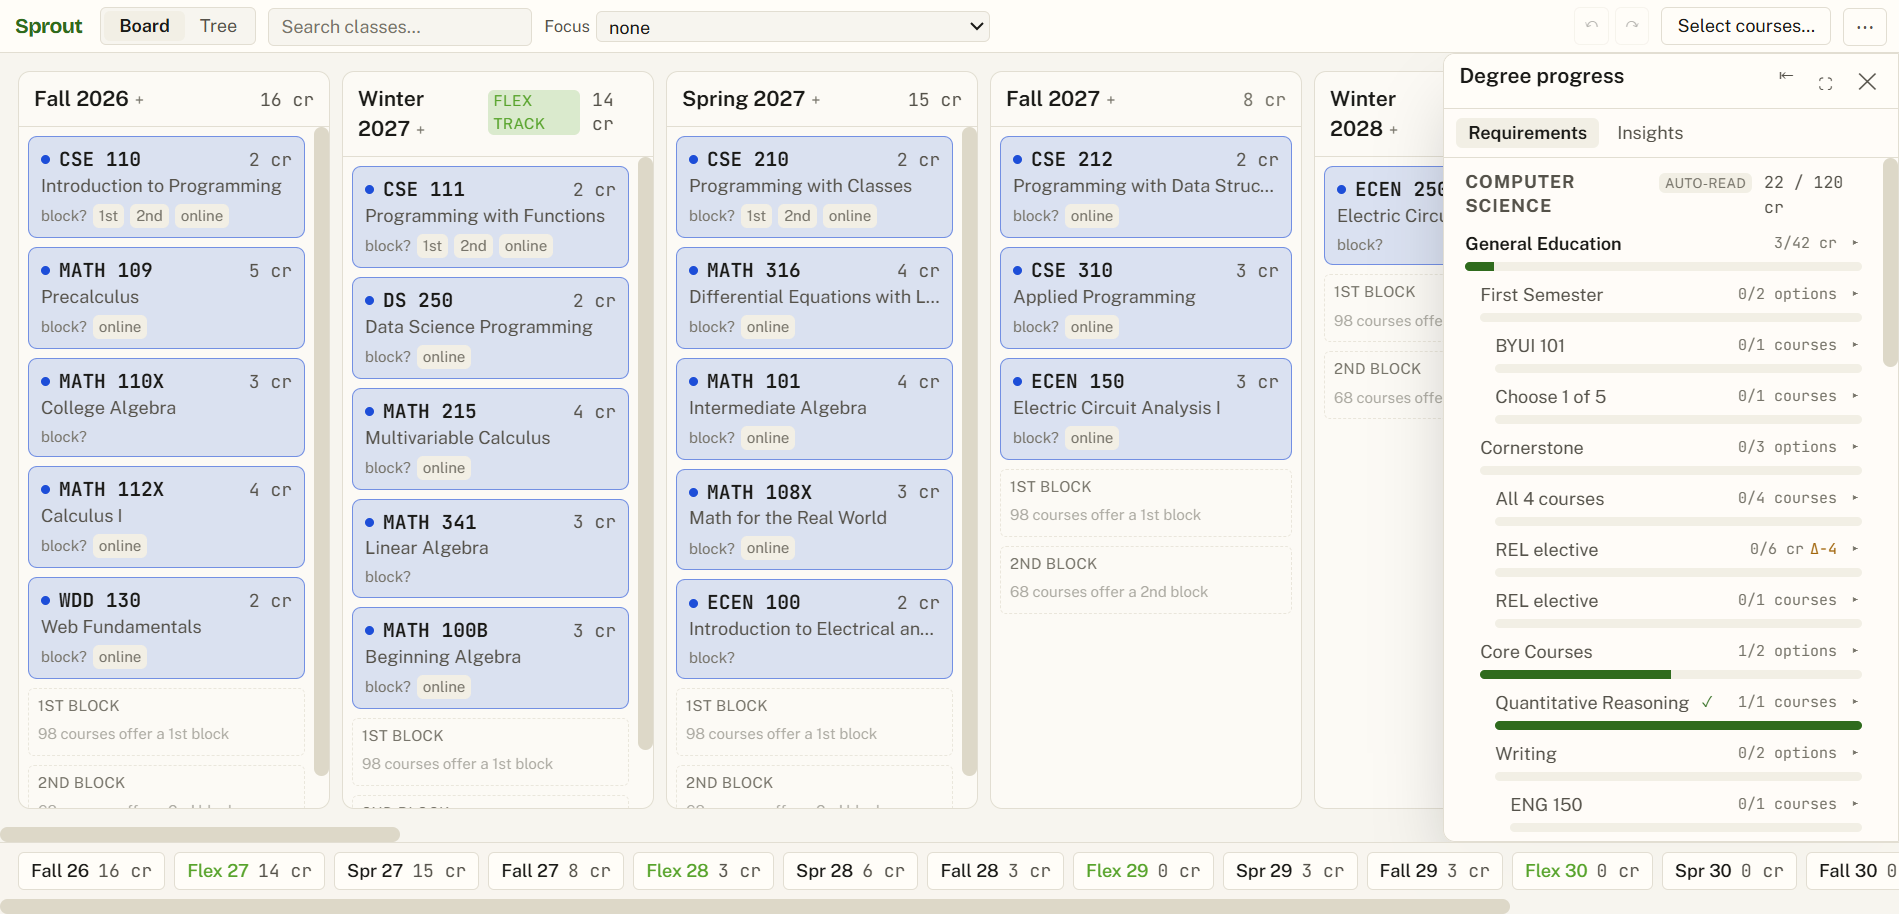 Sprout
Board
Tree
Search classes...
Focus
none
Select courses...
Fall 2026 +
16 cr
CSE 110
2 cr
Introduction to Programming
block? 1st 2nd online
MATH 109
5 cr
Precalculus
block? online
MATH 110X
3 cr
College Algebra
block?
MATH 112X
4 cr
Calculus I
block? online
WDD 130
2 cr
Web Fundamentals
block? online
1ST BLOCK
98 courses offer a 1st block
2ND BLOCK
Winter
2027 +
FLEX
TRACK
14
cr
CSE 111
2 cr
Programming with Functions
block? 1st 2nd online
DS 250
2 cr
Data Science Programming
block? online
MATH 215
4 cr
Multivariable Calculus
block? online
MATH 341
3 cr
Linear Algebra
block?
MATH 100B
3 cr
Beginning Algebra
block? online
1ST BLOCK
98 courses offer a 1st block
Spring 2027 +
15 cr
CSE 210
2 cr
Programming with Classes
block? 1st 2nd online
MATH 316
4 cr
Differential Equations with L...
block? online
MATH 101
4 cr
Intermediate Algebra
block? online
MATH 108X
3 cr
Math for the Real World
block? online
ECEN 100
2 cr
Introduction to Electrical an...
block?
1ST BLOCK
98 courses offer a 1st block
2ND BLOCK
Fall 2027 +
8 cr
CSE 212
2 cr
Programming with Data Struc...
block? online
CSE 310
3 cr
Applied Programming
block? online
ECEN 150
3 cr
Electric Circuit Analysis I
block? online
1ST BLOCK
98 courses offer a 1st block
2ND BLOCK
68 courses offer a 2nd block
Winter
2028 +
ECEN 250
Electric Circu
block?
1ST BLOCK
98 courses offe
2ND BLOCK
68 courses offe
Degree progress
Requirements
Insights
COMPUTER
SCIENCE
AUTO-READ
22 / 120
cr
General Education
3/42 cr
First Semester
0/2 options
BYUI 101
0/1 courses
Choose 1 of 5
0/1 courses
Cornerstone
0/3 options
All 4 courses
0/4 courses
REL elective
0/6 cr Δ-4
REL elective
0/1 courses
Core Courses
1/2 options
Quantitative Reasoning ✓
1/1 courses
Writing
0/2 options
ENG 150
0/1 courses
Fall 26 16 cr
Flex 27 14 cr
Spr 27 15 cr
Fall 27 8 cr
Flex 28 3 cr
Spr 28 6 cr
Fall 28 3 cr
Flex 29 0 cr
Spr 29 3 cr
Fall 29 3 cr
Flex 30 0 cr
Spr 30 0 cr
Fall 30 0